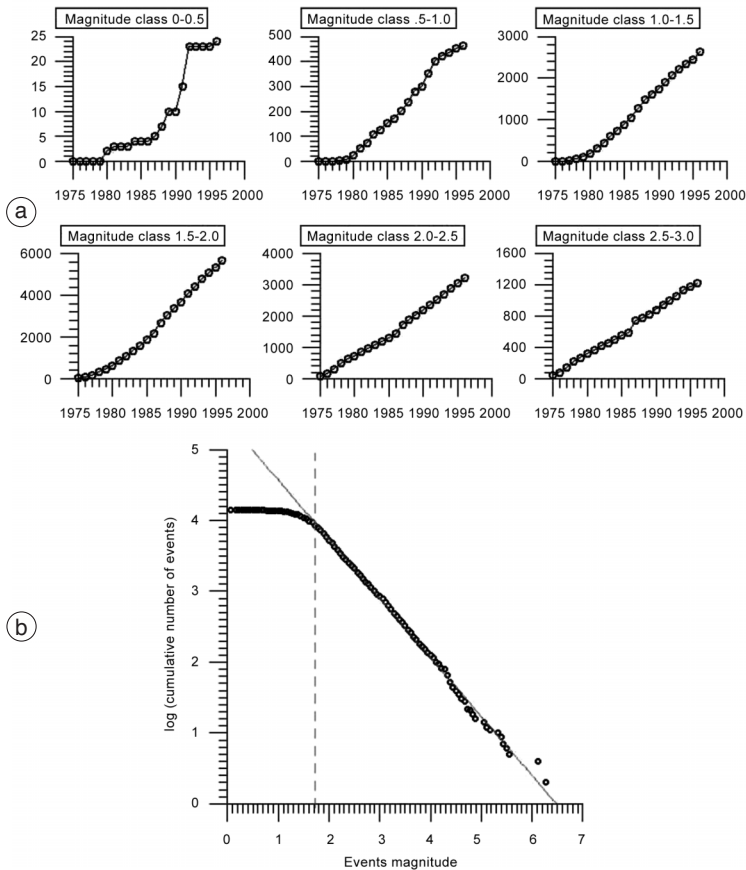 Magnitude class 0-0.5
25
20
15
10
5
0
1975 1980 1985 1990 1995 2000
Magnitude class .5-1.0
500
400
300
200
100
0
1975 1980 1985 1990 1995 2000
Magnitude class 1.0-1.5
3000
2000
1000
0
1975 1980 1985 1990 1995 2000
a
Magnitude class 1.5-2.0
6000
4000
2000
0
1975 1980 1985 1990 1995 2000
Magnitude class 2.0-2.5
4000
3000
2000
1000
0
1975 1980 1985 1990 1995 2000
Magnitude class 2.5-3.0
1600
1200
800
400
0
1975 1980 1985 1990 1995 2000
b
log (cumulative number of events)
5
4
3
2
1
0
0 1 2 3 4 5 6 7
Events magnitude